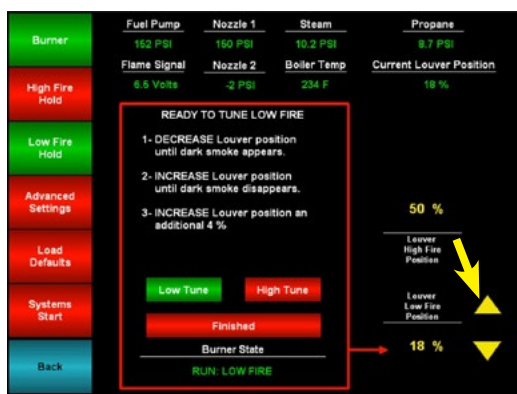 Burner
High Fire
Hold
Low Fire
Hold
Advanced
Settings
Load
Defaults
Systems
Start
Back
Fuel Pump Nozzle 1 Steam Propane
152 PSI 150 PSI 10.2 PSI 8.7 PSI
Flame Signal Nozzle 2 Boiler Temp Current Louver Position
6.5 Volts -2 PSI 234 F 18 %
READY TO TUNE LOW FIRE
1- DECREASE Louver position
until dark smoke appears.
2- INCREASE Louver position
until dark smoke disappears.
3- INCREASE Louver position an
additional 4 %
Low Tune High Tune
Finished
Burner State
RUN: LOW FIRE
50 %
Louver
High Fire
Position
Louver
Low Fire
Position
18 %